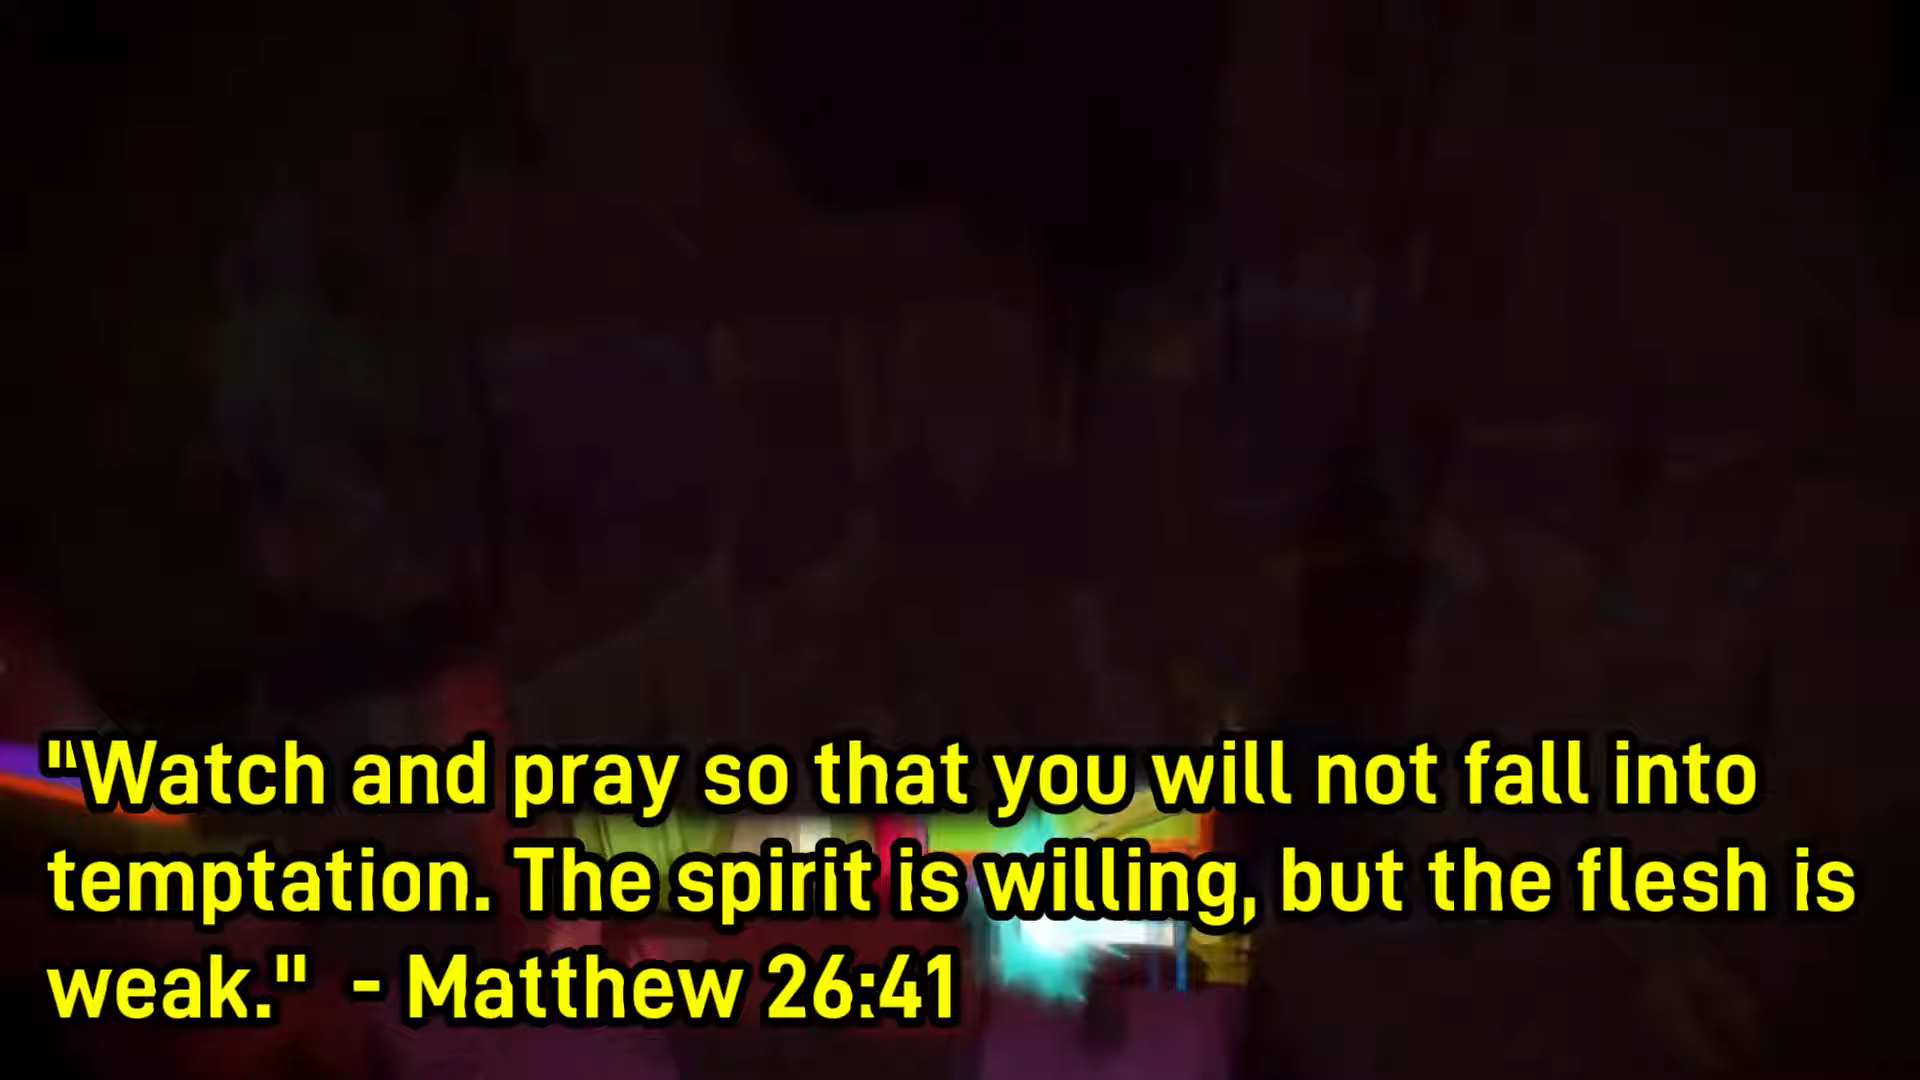 "Watch and pray so that you will not fall into
temptation. The spirit is willing, but the flesh is
weak."  - Matthew 26:41